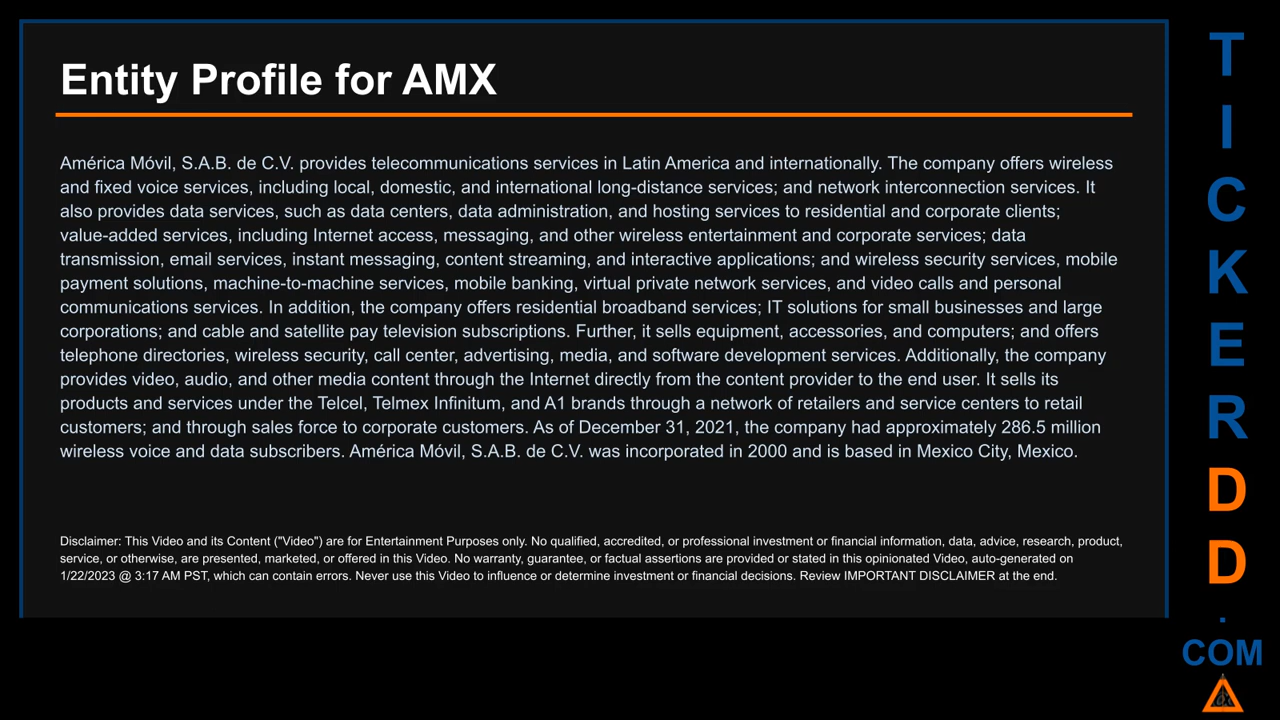 Entity Profile for AMX
América Móvil, S.A.B. de C.V. provides telecommunications services in Latin America and internationally. The company offers wireless
and fixed voice services, including local, domestic, and international long-distance services; and network interconnection services. It
also provides data services, such as data centers, data administration, and hosting services to residential and corporate clients;
value-added services, including Internet access, messaging, and other wireless entertainment and corporate services; data
transmission, email services, instant messaging, content streaming, and interactive applications; and wireless security services, mobile
payment solutions, machine-to-machine services, mobile banking, virtual private network services, and video calls and personal
communications services. In addition, the company offers residential broadband services; IT solutions for small businesses and large
corporations; and cable and satellite pay television subscriptions. Further, it sells equipment, accessories, and computers; and offers
telephone directories, wireless security, call center, advertising, media, and software development services. Additionally, the company
provides video, audio, and other media content through the Internet directly from the content provider to the end user. It sells its
products and services under the Telcel, Telmex Infinitum, and A1 brands through a network of retailers and service centers to retail
customers; and through sales force to corporate customers. As of December 31, 2021, the company had approximately 286.5 million
wireless voice and data subscribers. América Móvil, S.A.B. de C.V. was incorporated in 2000 and is based in Mexico City, Mexico.
Disclaimer: This Video and its Content ("Video") are for Entertainment Purposes only. No qualified, accredited, or professional investment or financial information, data, advice, research, product,
service, or otherwise, are presented, marketed, or offered in this Video. No warranty, guarantee, or factual assertions are provided or stated in this opinionated Video, auto-generated on
1/22/2023 @ 3:17 AM PST, which can contain errors. Never use this Video to influence or determine investment or financial decisions. Review IMPORTANT DISCLAIMER at the end.
T
I
C
K
E
R
D
D
.
COM